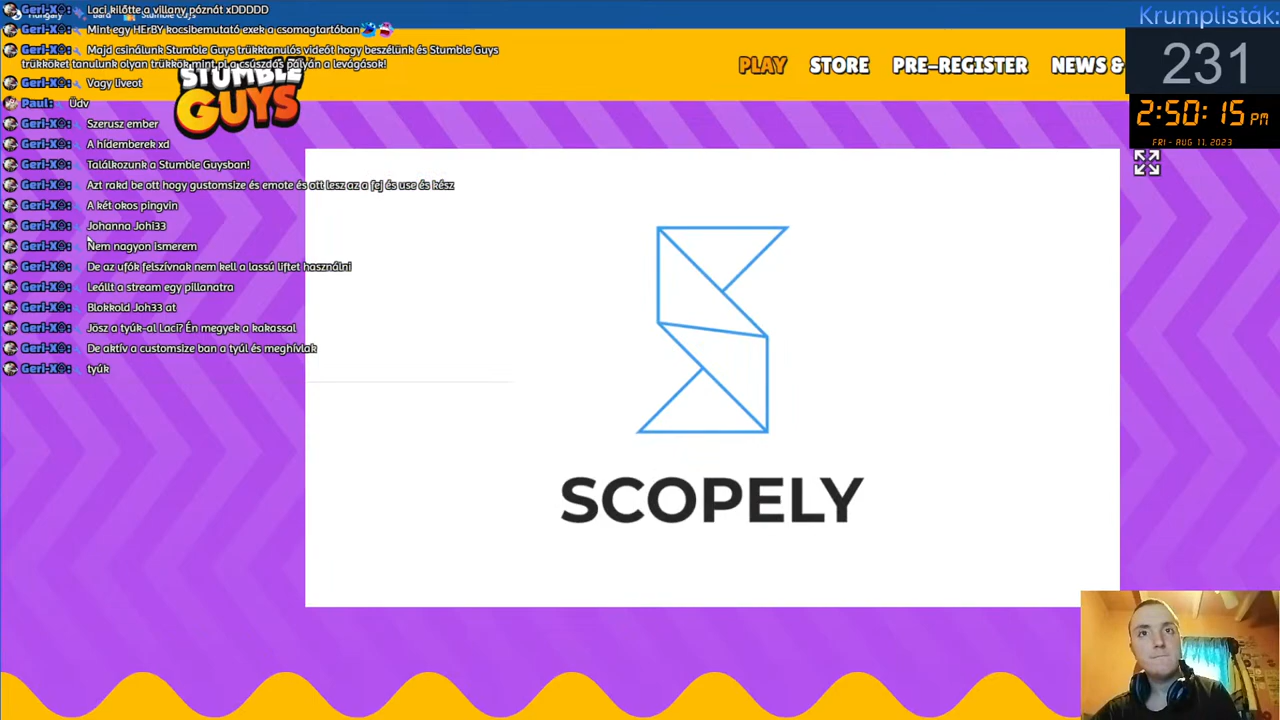 Laci kilőtte a villany póznát xDDDDD
Geri-X®: Mint egy HErBY kocsibemutató exek a csomagtartóban
Geri-X®: Majd csinálunk Stumble Guys trükktanulós videót hogy beszélünk és Stumble Guys
trükköket tanulunk olyan trükkök mint pl a csúszdás pályán a levágások!
Geri-X®: Vagy liveot
Paul: Üdv
Geri-X®: Szerusz ember
Geri-X®: A hídemberek xd
Geri-X®: Találkozunk a Stumble Guysban!
Geri-X®: Azt rakd be ott hogy gustomsize és emote és ott lesz az a fej és use és kész
Geri-X®: A két okos pingvin
Geri-X®: Johanna Johi33
Geri-X®: Nem nagyon ismerem
Geri-X®: De az ufók felszívnak nem kell a lassú liftet használni
Geri-X®: Leállt a stream egy pillanatra
Geri-X®: Blokkold Joh33 at
Geri-X®: Jösz a tyúk-al Laci? Én megyek a kakassal
Geri-X®: De aktív a customsize ban a tyúl és meghívlak
Geri-X®: tyúk
STUMBLE
GUYS
PLAY STORE PRE-REGISTER NEWS &
Krumplisták:
231
2:50:15 PM
FRI - AUG 11, 2023
SCOPELY